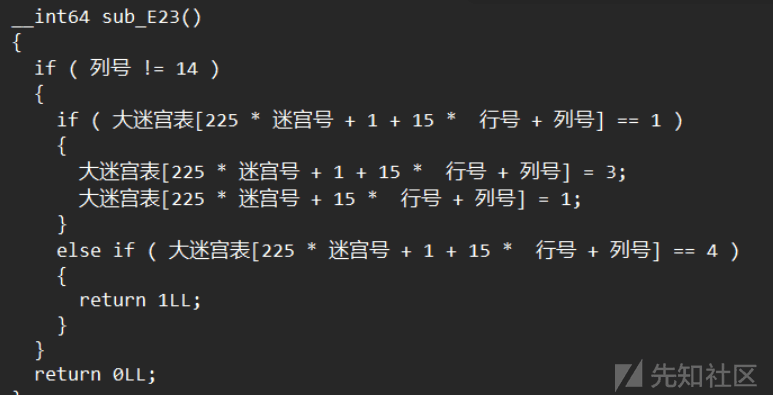 __int64 sub_E23()
{
  if ( 列号 != 14 )
  {
    if ( 大迷宫表[225 * 迷宫号 + 1 + 15 *  行号 + 列号] == 1 )
    {
      大迷宫表[225 * 迷宫号 + 1 + 15 *  行号 + 列号] = 3;
      大迷宫表[225 * 迷宫号 + 15 *  行号 + 列号] = 1;
    }
    else if ( 大迷宫表[225 * 迷宫号 + 1 + 15 *  行号 + 列号] == 4 )
    {
      return 1LL;
    }
  }
  return 0LL;
}
先知社区